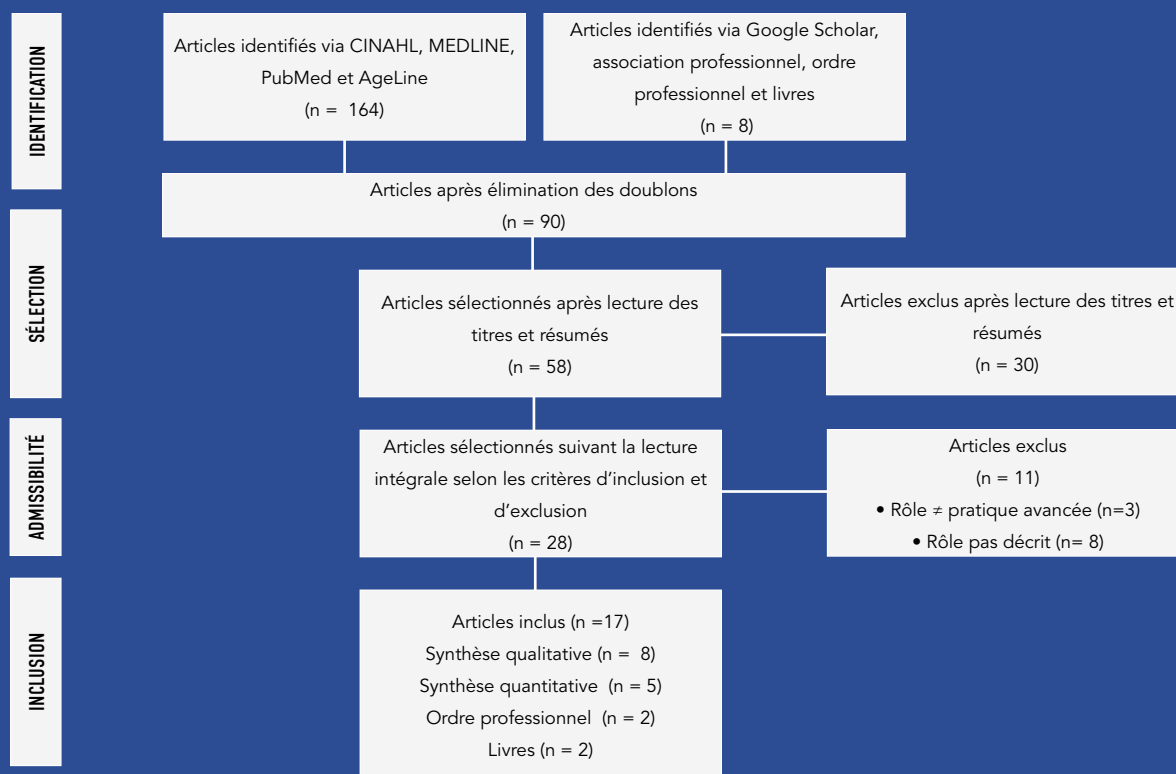 IDENTIFICATION
Articles identifiés via CINAHL, MEDLINE,
PubMed et AgeLine
(n =  164)
Articles identifiés via Google Scholar,
association professionnel, ordre
professionnel et livres
(n = 8)
Articles après élimination des doublons
(n = 90)
SÉLECTION
Articles sélectionnés après lecture des
titres et résumés
(n = 58)
Articles exclus après lecture des titres et
résumés
(n = 30)
ADMISSIBILITÉ
Articles sélectionnés suivant la lecture
intégrale selon les critères d’inclusion et
d’exclusion
(n = 28)
Articles exclus
(n = 11)
• Rôle ≠ pratique avancée (n=3)
• Rôle pas décrit (n= 8)
INCLUSION
Articles inclus (n =17)
Synthèse qualitative (n =  8)
Synthèse quantitative  (n = 5)
Ordre professionnel  (n = 2)
Livres (n = 2)